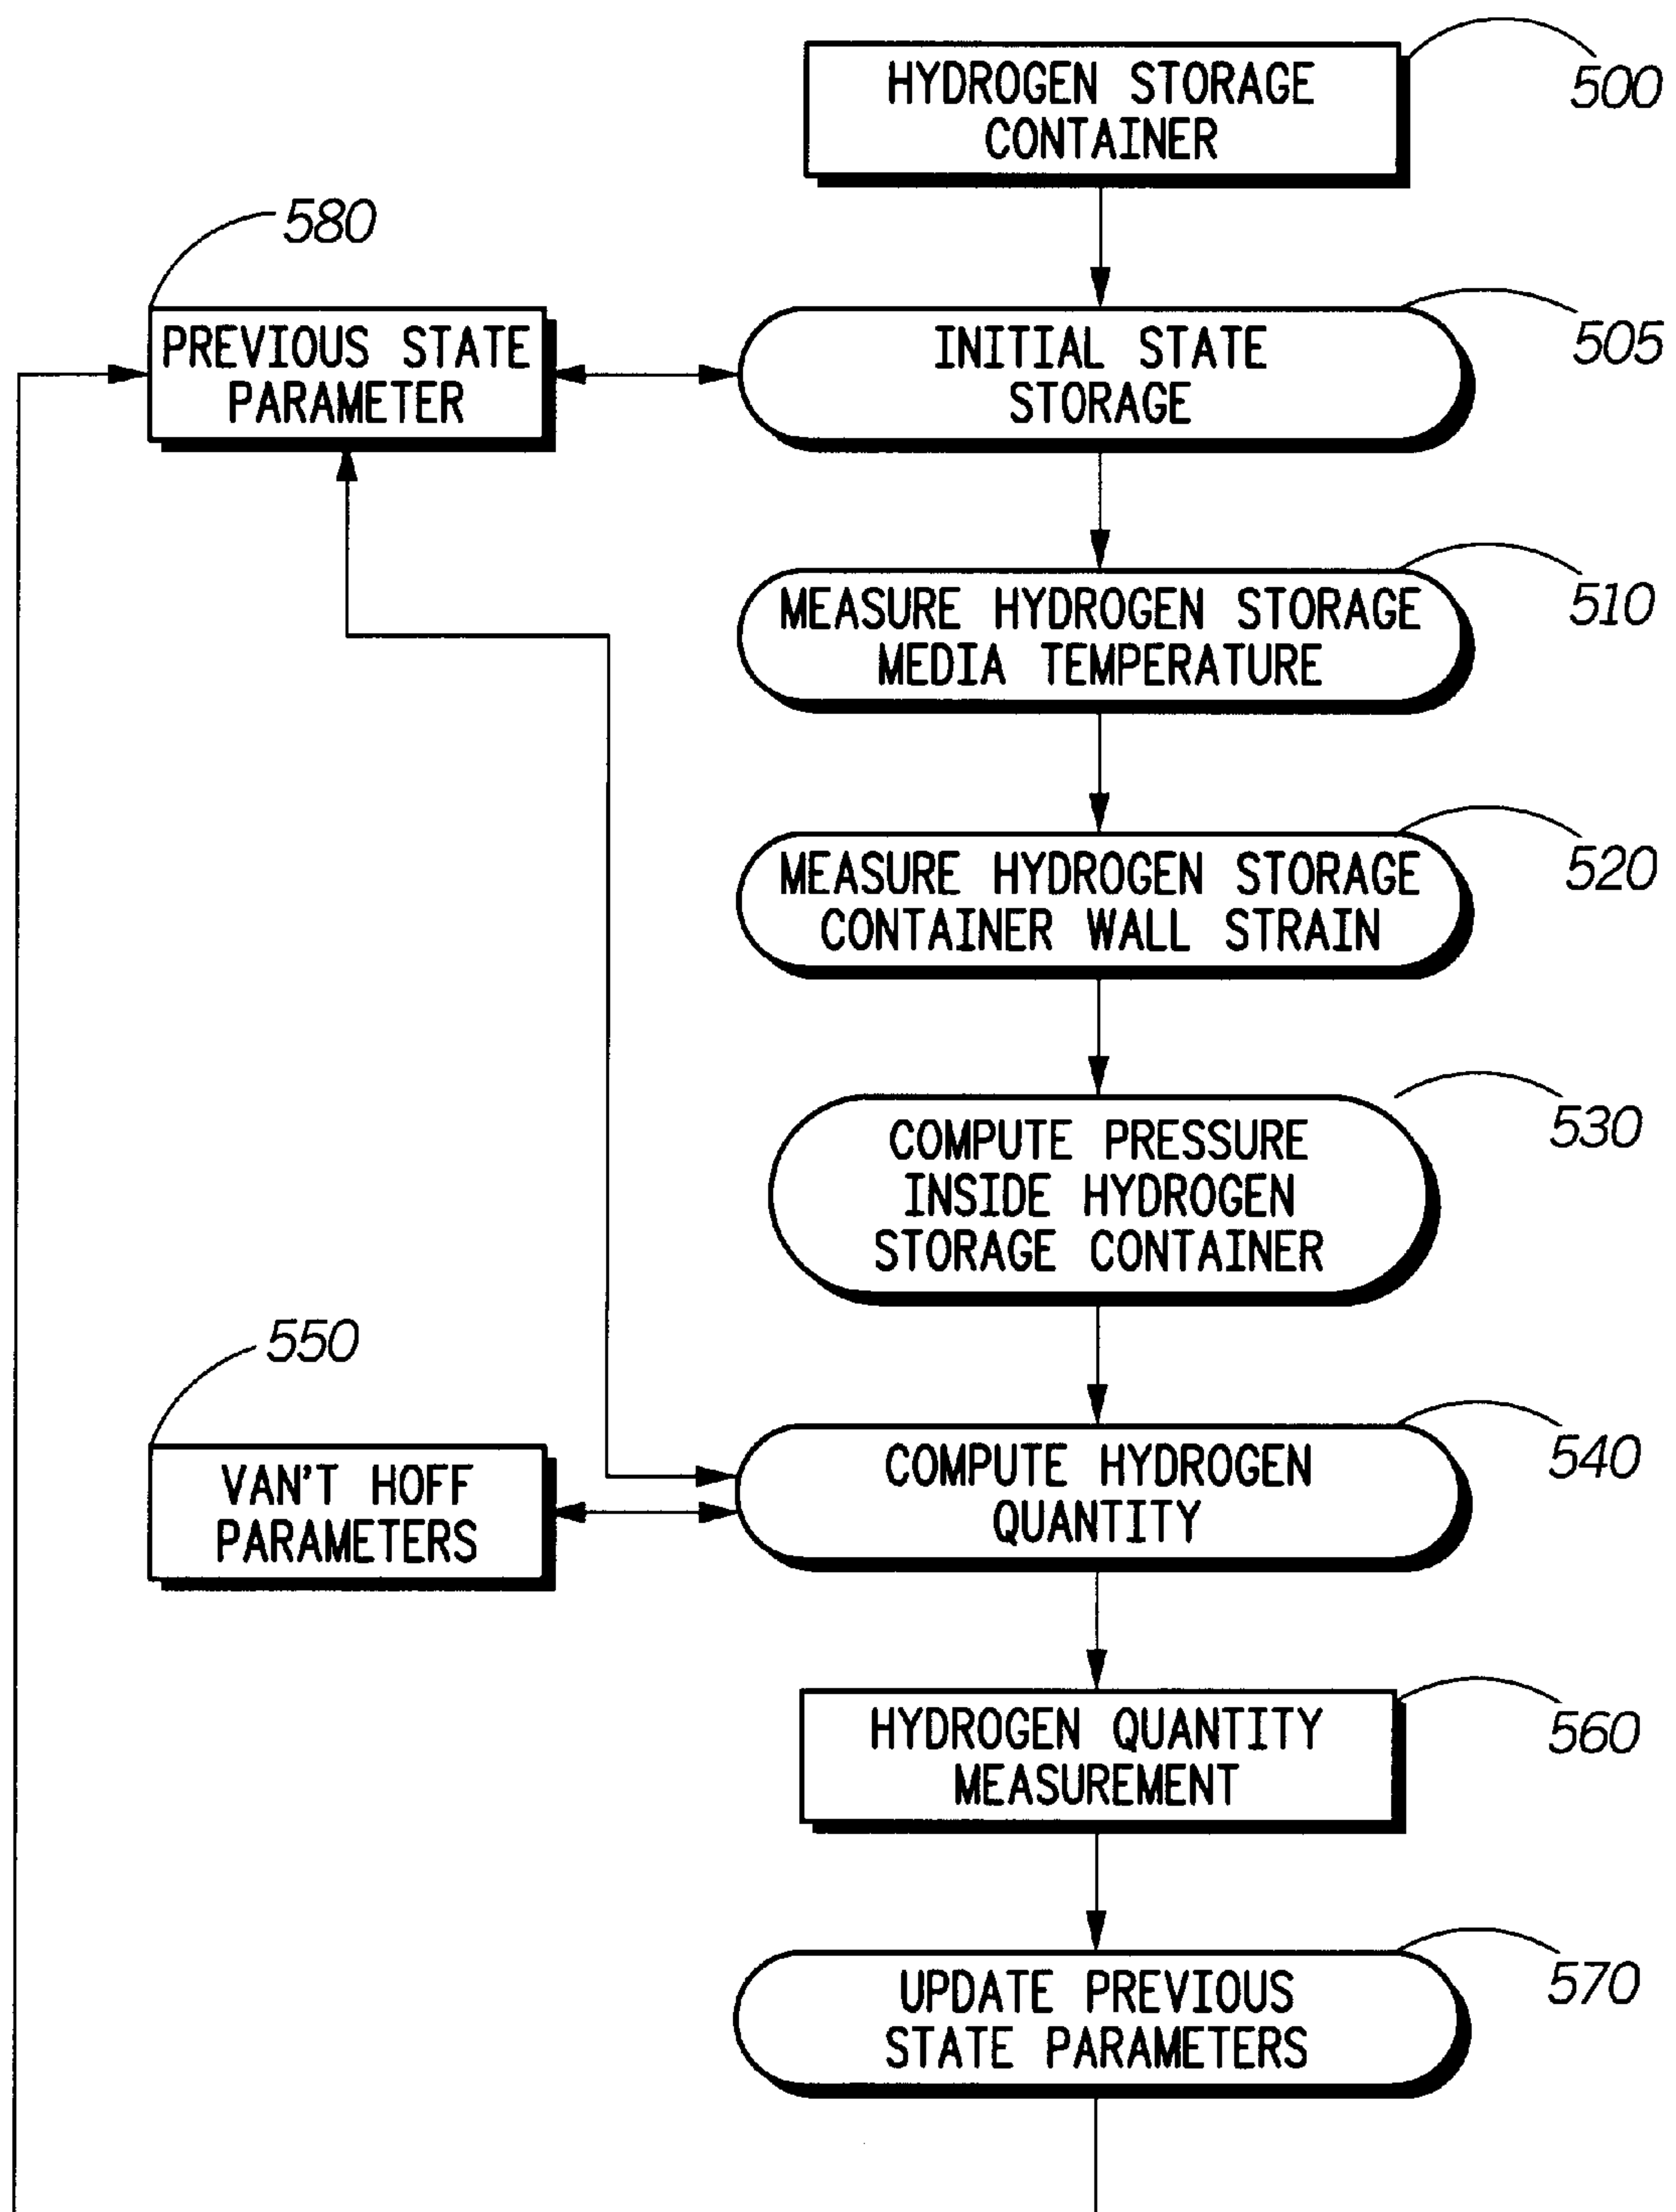 HYDROGEN STORAGE
CONTAINER
500
580
PREVIOUS STATE
PARAMETER
INITIAL STATE
STORAGE
505
MEASURE HYDROGEN STORAGE
MEDIA TEMPERATURE
510
MEASURE HYDROGEN STORAGE
CONTAINER WALL STRAIN
520
COMPUTE PRESSURE
INSIDE HYDROGEN
STORAGE CONTAINER
530
550
VAN'T HOFF
PARAMETERS
COMPUTE HYDROGEN
QUANTITY
540
HYDROGEN QUANTITY
MEASUREMENT
560
UPDATE PREVIOUS
STATE PARAMETERS
570